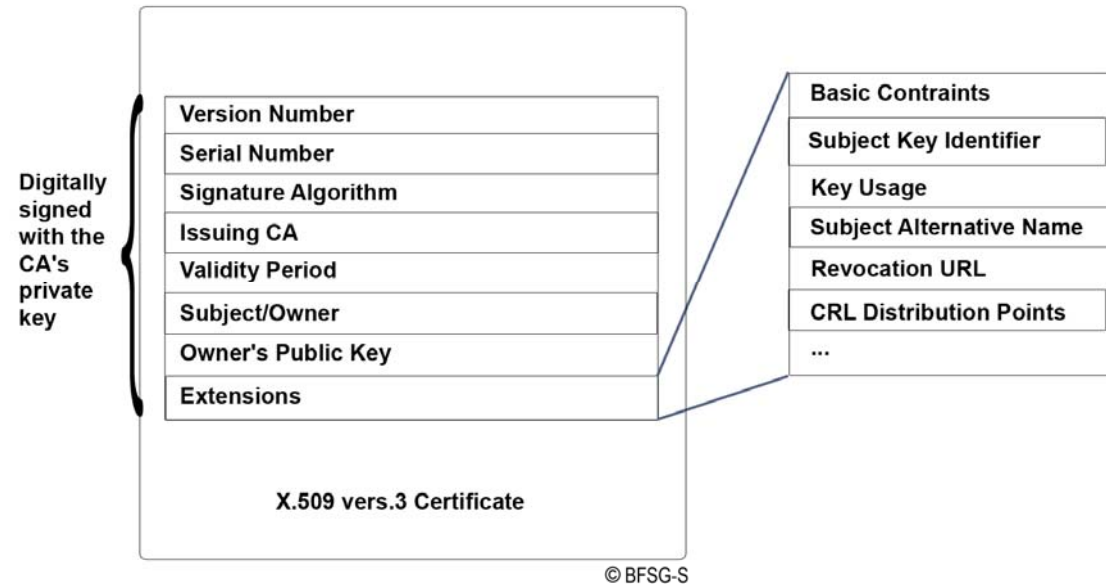 Digitally
signed
with the
CA's
private
key
Version Number
Serial Number
Signature Algorithm
Issuing CA
Validity Period
Subject/Owner
Owner's Public Key
Extensions
X.509 vers.3 Certificate
Basic Contraints
Subject Key Identifier
Key Usage
Subject Alternative Name
Revocation URL
CRL Distribution Points
...
© BFSG-S